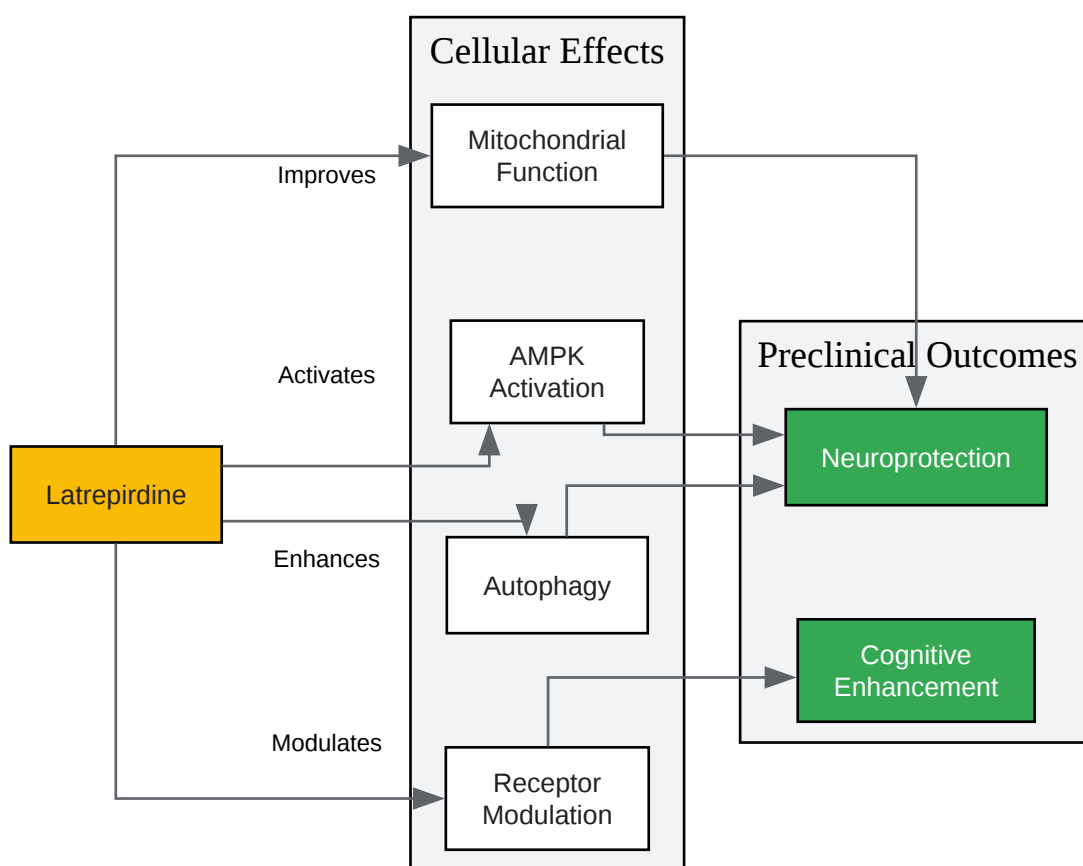 Cellular Effects
Mitochondrial
Function
Improves
AMPK
Activation
Activates
Preclinical Outcomes
Neuroprotection
Latrepirdine
Enhances
Autophagy
Cognitive
Enhancement
Modulates
Receptor
Modulation